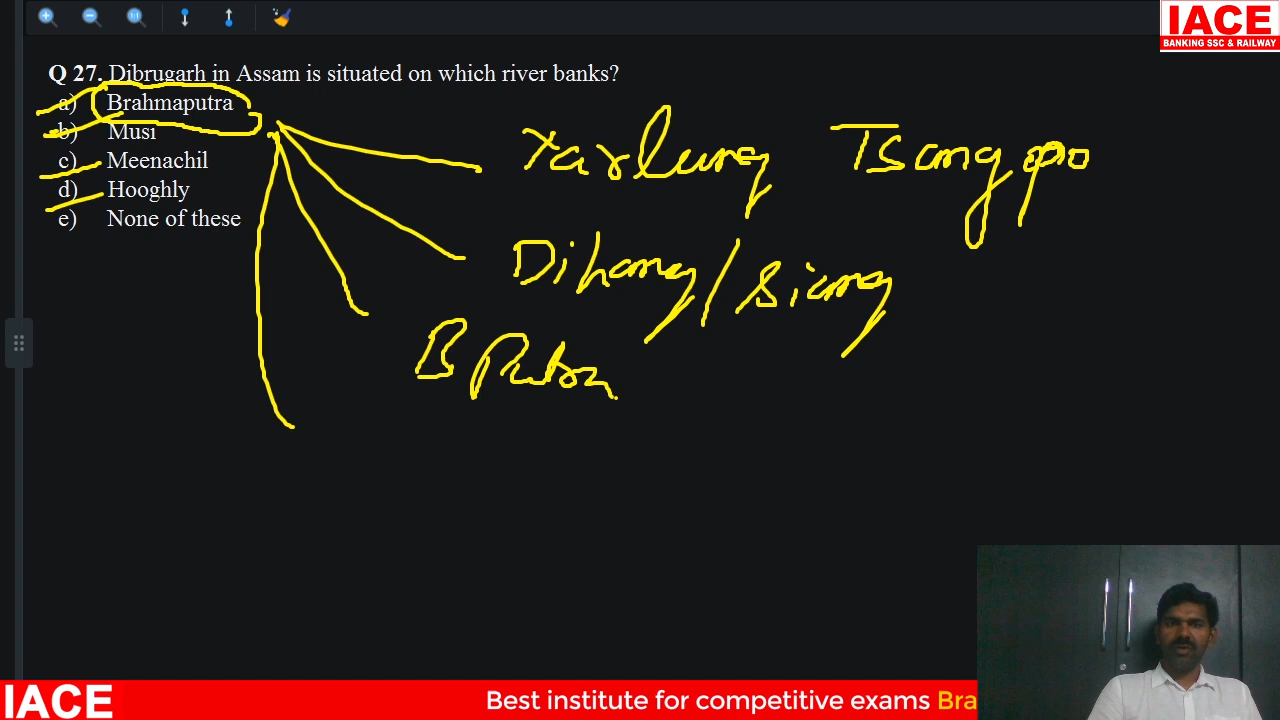 IACE
BANKING SSC & RAILWAY
Q 27. Dibrugarh in Assam is situated on which river banks?
a) Brahmaputra
b) Musi
c) Meenachil
d) Hooghly
e) None of these
Yarlung Tsangpo
Dihang/Siang
B Putra
IACE
Best institute for competitive exams Bra